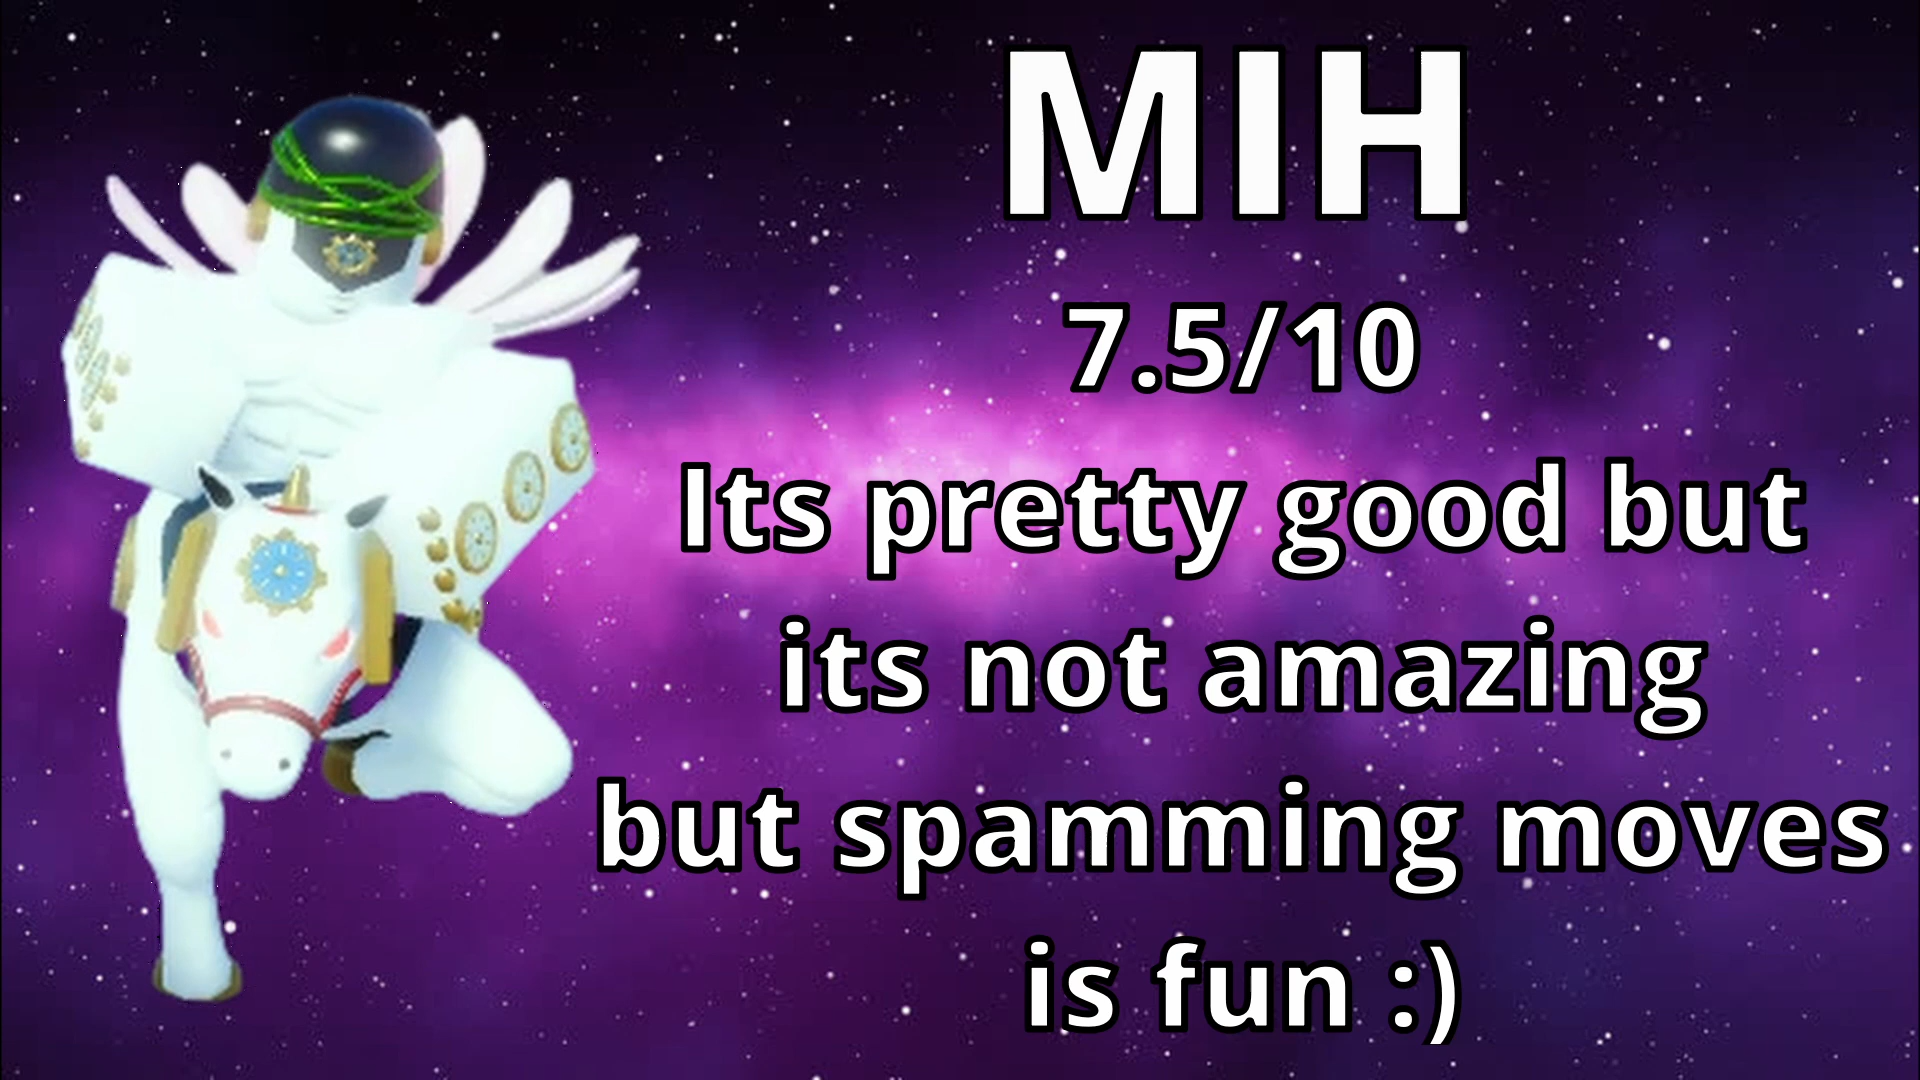 MIH
7.5/10
Its pretty good but
its not amazing
but spamming moves
is fun :)